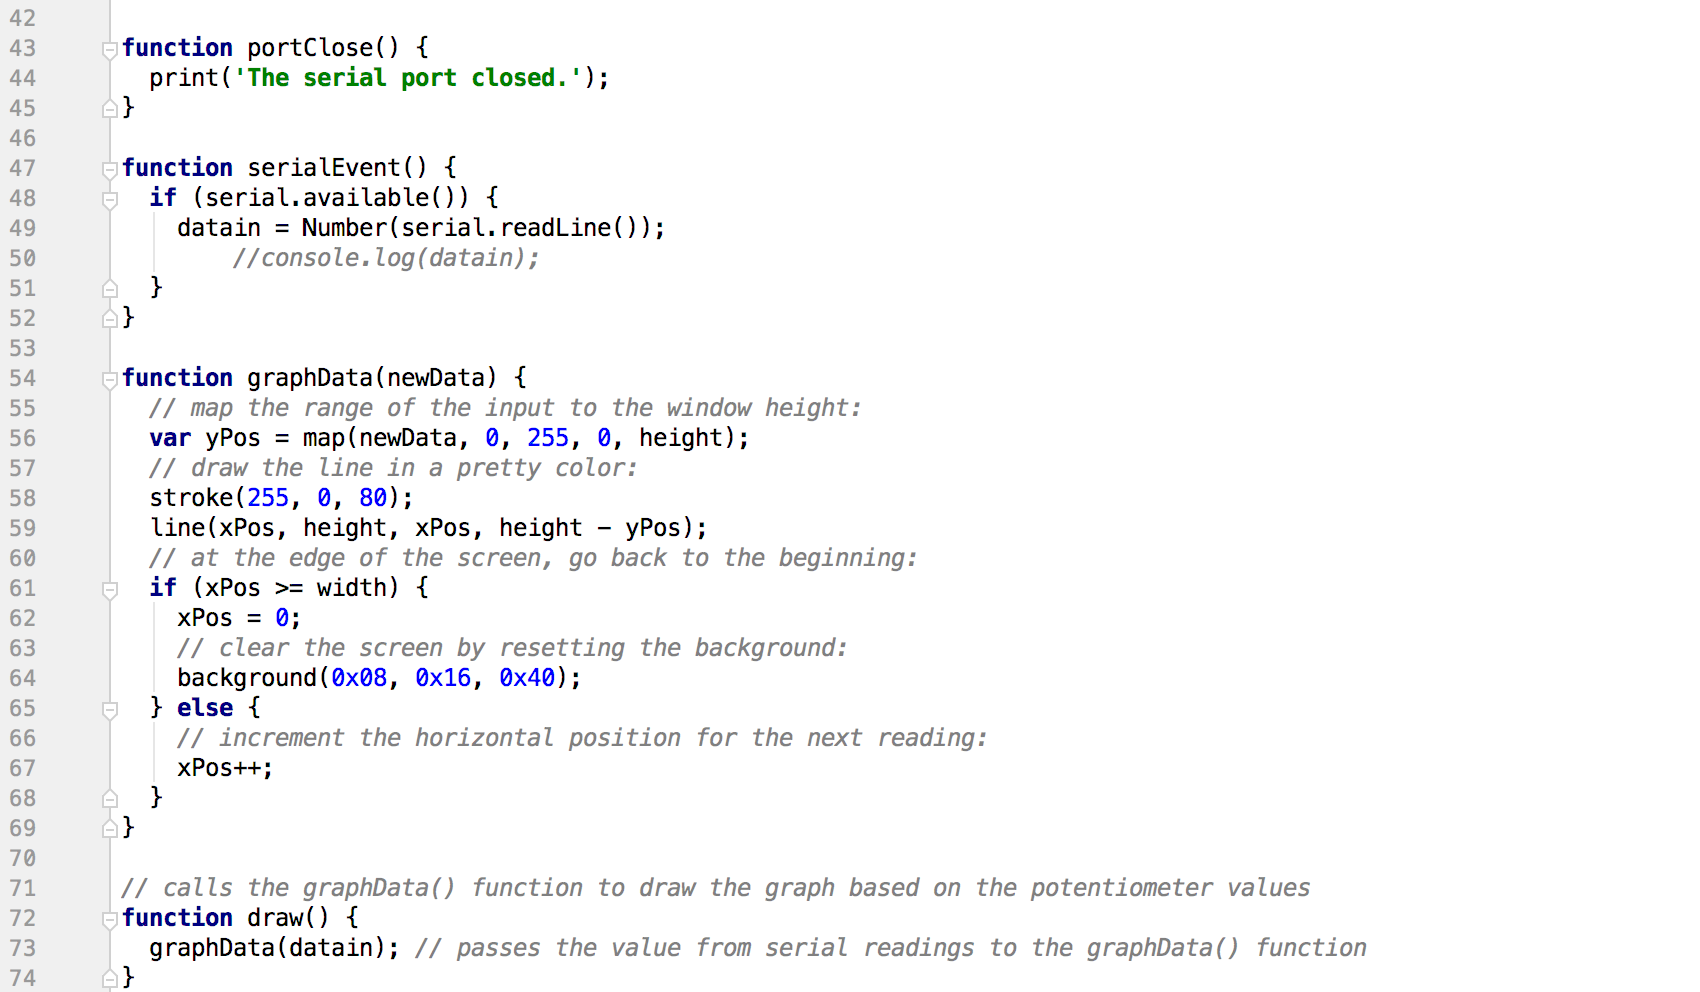 42
43 function portClose() {
44   print('The serial port closed.');
45 }
46
47 function serialEvent() {
48   if (serial.available()) {
49     datain = Number(serial.readLine());
50         //console.log(datain);
51   }
52 }
53
54 function graphData(newData) {
55   // map the range of the input to the window height:
56   var yPos = map(newData, 0, 255, 0, height);
57   // draw the line in a pretty color:
58   stroke(255, 0, 80);
59   line(xPos, height, xPos, height - yPos);
60   // at the edge of the screen, go back to the beginning:
61   if (xPos >= width) {
62     xPos = 0;
63     // clear the screen by resetting the background:
64     background(0x08, 0x16, 0x40);
65   } else {
66     // increment the horizontal position for the next reading:
67     xPos++;
68   }
69 }
70
71 // calls the graphData() function to draw the graph based on the potentiometer values
72 function draw() {
73   graphData(datain); // passes the value from serial readings to the graphData() function
74 }